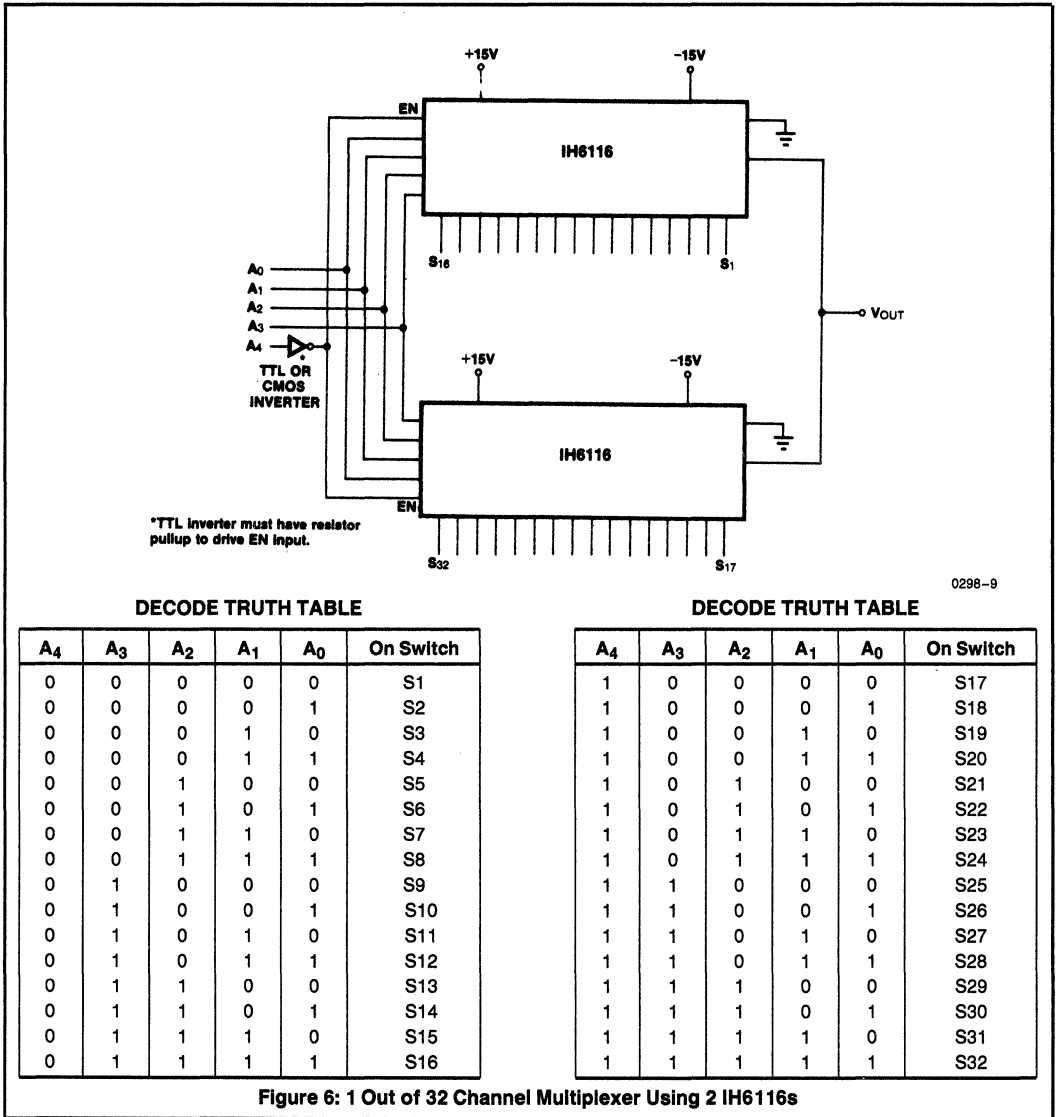 +15V
-15V
EN
IH6116
S16
S1
A0
A1
A2
A3
A4
*
TTL OR
CMOS
INVERTER
VOUT
+15V
-15V
IH6116
EN
*TTL inverter must have resistor
pullup to drive EN input.
S32
S17
0298-9
DECODE TRUTH TABLE
A4 A3 A2 A1 A0 On Switch
0 0 0 0 0 S1
0 0 0 0 1 S2
0 0 0 1 0 S3
0 0 0 1 1 S4
0 0 1 0 0 S5
0 0 1 0 1 S6
0 0 1 1 0 S7
0 0 1 1 1 S8
0 1 0 0 0 S9
0 1 0 0 1 S10
0 1 0 1 0 S11
0 1 0 1 1 S12
0 1 1 0 0 S13
0 1 1 0 1 S14
0 1 1 1 0 S15
0 1 1 1 1 S16
DECODE TRUTH TABLE
A4 A3 A2 A1 A0 On Switch
1 0 0 0 0 S17
1 0 0 0 1 S18
1 0 0 1 0 S19
1 0 0 1 1 S20
1 0 1 0 0 S21
1 0 1 0 1 S22
1 0 1 1 0 S23
1 0 1 1 1 S24
1 1 0 0 0 S25
1 1 0 0 1 S26
1 1 0 1 0 S27
1 1 0 1 1 S28
1 1 1 0 0 S29
1 1 1 0 1 S30
1 1 1 1 0 S31
1 1 1 1 1 S32
Figure 6: 1 Out of 32 Channel Multiplexer Using 2 IH6116s